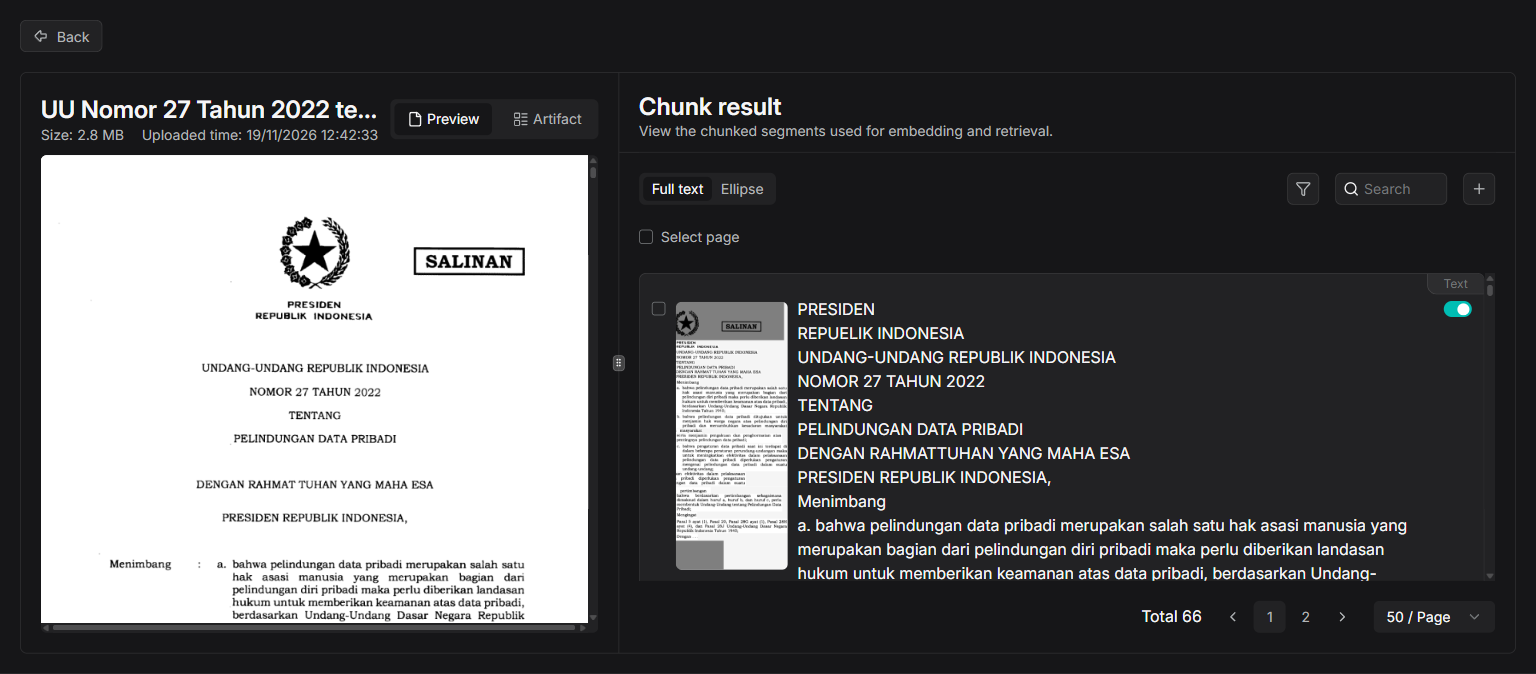 Back
UU Nomor 27 Tahun 2022 te...
Size: 2.8 MB Uploaded time: 19/11/2026 12:42:33
Preview
Artifact
SALINAN
PRESIDEN
REPUBLIK INDONESIA
UNDANG-UNDANG REPUBLIK INDONESIA
NOMOR 27 TAHUN 2022
TENTANG
PELINDUNGAN DATA PRIBADI
DENGAN RAHMAT TUHAN YANG MAHA ESA
PRESIDEN REPUBLIK INDONESIA,
Menimbang : a. bahwa pelindungan data pribadi merupakan salah satu
hak asasi manusia yang merupakan bagian dari
pelindungan diri pribadi maka perlu diberikan landasan
hukum untuk memberikan keamanan atas data pribadi,
berdasarkan Undang-Undang Dasar Negara Republik
Chunk result
View the chunked segments used for embedding and retrieval.
Full text
Ellipse
Search
Select page
Text
SALINAN
PRESIDEN
REPUELIK INDONESIA
UNDANG-UNDANG REPUBLIK INDONESIA
NOMOR 27 TAHUN 2022
TENTANG
PELINDUNGAN DATA PRIBADI
DENGAN RAHMATTUHAN YANG MAHA ESA
PRESIDEN REPUBLIK INDONESIA,
Menimbang
a. bahwa pelindungan data pribadi merupakan salah satu hak asasi manusia yang
merupakan bagian dari pelindungan diri pribadi maka perlu diberikan landasan
hukum untuk memberikan keamanan atas data pribadi, berdasarkan Undang-
Total 66
1
2
50 / Page